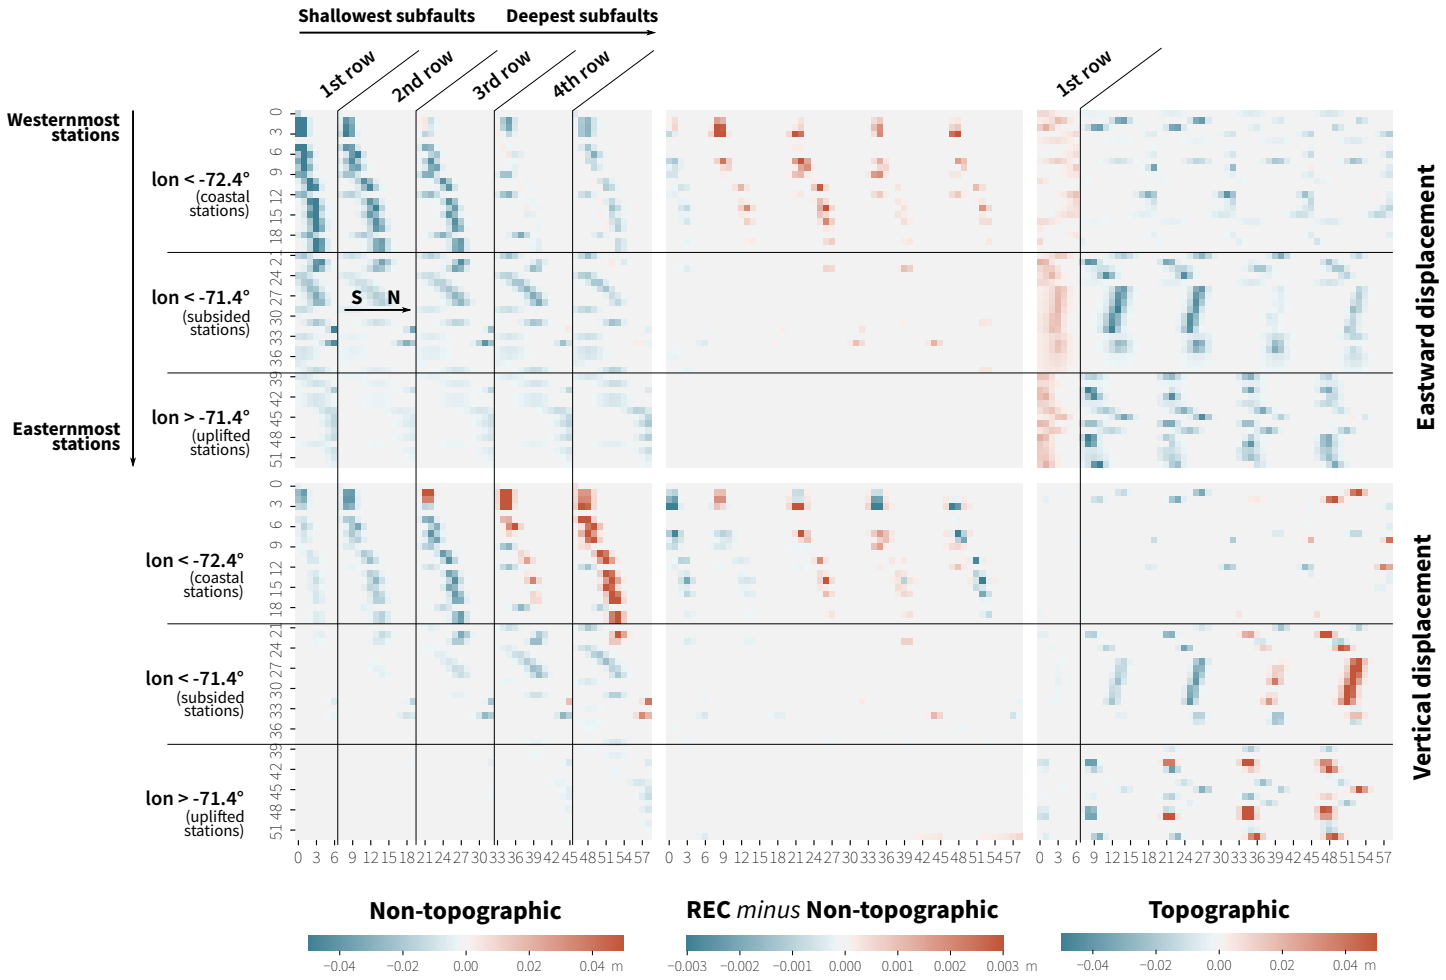 Shallowest subfaults Deepest subfaults
1st row 2nd row 3rd row 4th row 1st row
Westernmost
stations
lon < -72.4°
(coastal
stations)
lon < -71.4°
(subsided
stations)
lon > -71.4°
(uplifted
stations)
Easternmost
stations
0 3 6 9 12 15 18 21 24 27 30 33 36 39 42 45 48 51
S N
Eastward displacement
lon < -72.4°
(coastal
stations)
lon < -71.4°
(subsided
stations)
lon > -71.4°
(uplifted
stations)
0 3 6 9 12 15 18 21 24 27 30 33 36 39 42 45 48 51
Vertical displacement
0 3 6 9 12 15 18 21 24 27 30 33 36 39 42 45 48 51 54 57
0 3 6 9 12 15 18 21 24 27 30 33 36 39 42 45 48 51 54 57
0 3 6 9 12 15 18 21 24 27 30 33 36 39 42 45 48 51 54 57
Non-topographic
REC minus Non-topographic
Topographic
−0.04 −0.02 0.00 0.02 0.04 m
−0.003 −0.002 −0.001 0.000 0.001 0.002 0.003 m
−0.04 −0.02 0.00 0.02 0.04 m